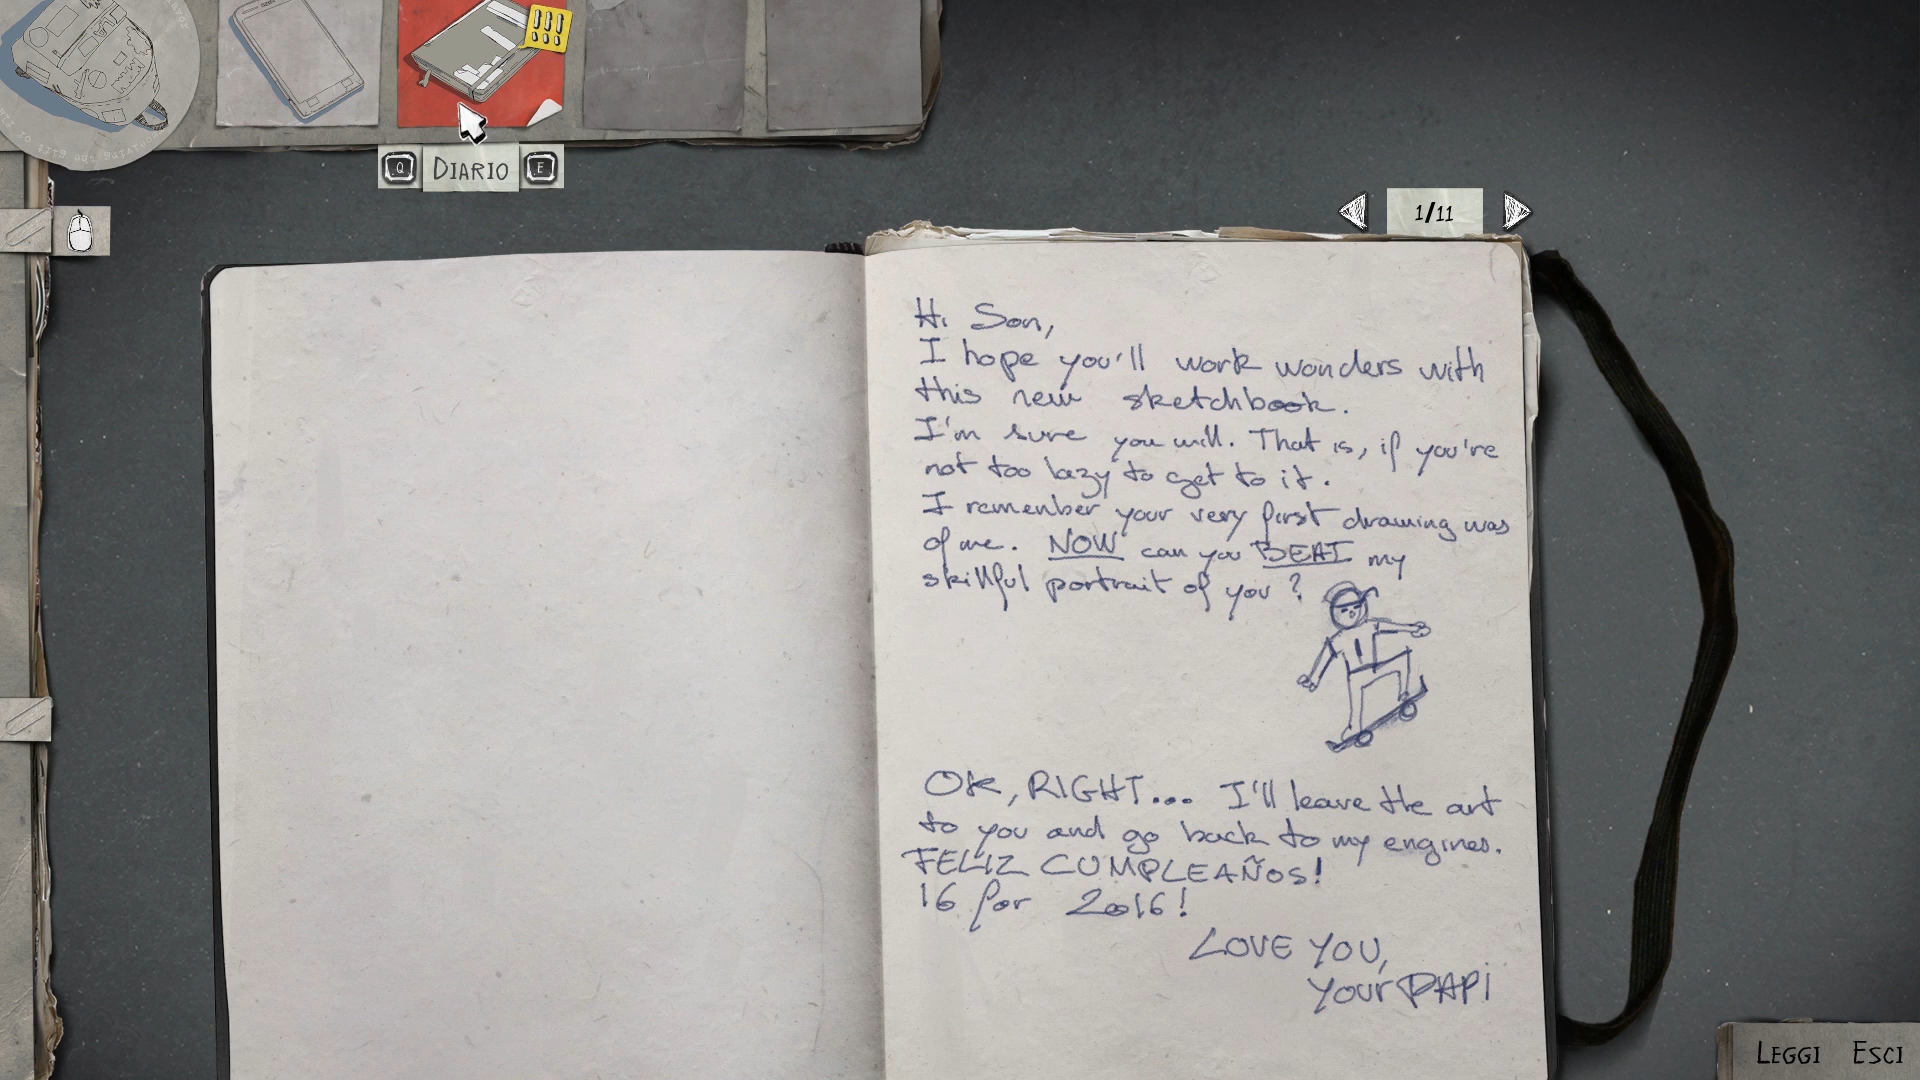 Q
DIARIO
E
1/11
Hi Son,
I hope you'll work wonders with
this new sketchbook.
I'm sure you will. That is, if you're
not too lazy to get to it.
I remember your very first drawing was
of me. NOW can you BEAT my
skillful portrait of you?
OK, RIGHT... I'll leave the art
to you and go back to my engines.
FELIZ CUMPLEAÑOS!
16 for 2016!
LOVE YOU,
Your PAPI
LEGGI ESCI